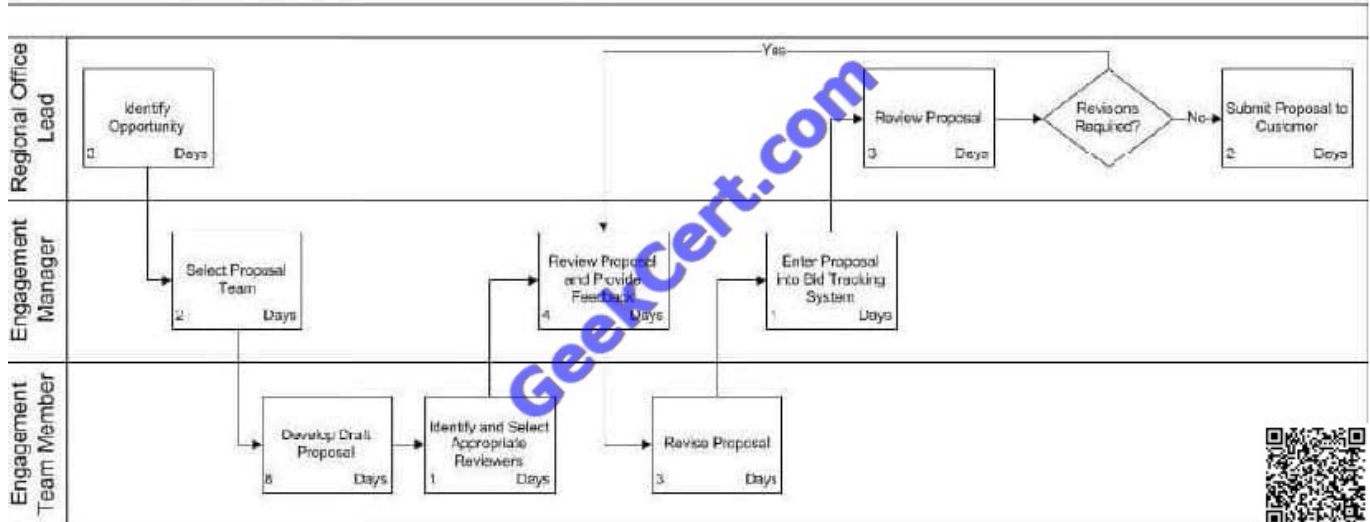 Regional Office
Lead
Identify
Opportunity
3 Days
Yes
Review Proposal
3 Days
Revisons
Required?
No
Submit Proposal to
Customer
2 Days
Engagement
Manager
Select Proposal
Team
2 Days
Review Proposal
and Provide
Feedback
4 Days
Enter Proposal
into Bid Tracking
System
1 Days
Engagement
Team Member
Develop Draft
Proposal
8 Days
Identify and Select
Appropriate
Reviewers
1 Days
Revise Proposal
3 Days
GeekCert.com